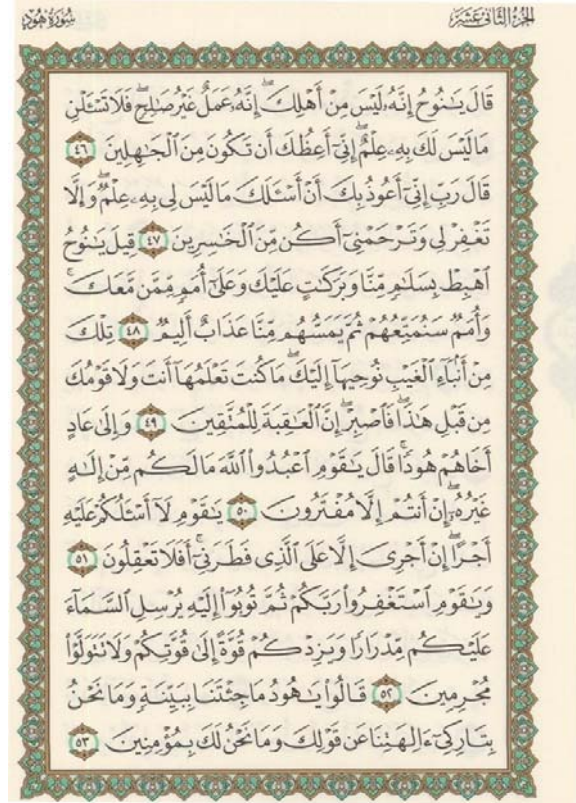 الجزء الثاني عشر
سورة هود
قَالَ يَـٰنُوحُ إِنَّهُۥ لَيْسَ مِنْ أَهْلِكَ ۖ إِنَّهُۥ عَمَلٌ غَيْرُ صَـٰلِحٍ ۖ فَلَا تَسْـَٔلْنِ
مَا لَيْسَ لَكَ بِهِۦ عِلْمٌ ۖ إِنِّىٓ أَعِظُكَ أَن تَكُونَ مِنَ ٱلْجَـٰهِلِينَ ٤٦
قَالَ رَبِّ إِنِّىٓ أَعُوذُ بِكَ أَنْ أَسْـَٔلَكَ مَا لَيْسَ لِى بِهِۦ عِلْمٌ ۖ وَإِلَّا
تَغْفِرْ لِى وَتَرْحَمْنِىٓ أَكُن مِّنَ ٱلْخَـٰسِرِينَ ٤٧ قِيلَ يَـٰنُوحُ
ٱهْبِطْ بِسَلَـٰمٍ مِّنَّا وَبَرَكَـٰتٍ عَلَيْكَ وَعَلَىٰٓ أُمَمٍ مِّمَّن مَّعَكَ ۚ
وَأُمَمٌ سَنُمَتِّعُهُمْ ثُمَّ يَمَسُّهُم مِّنَّا عَذَابٌ أَلِيمٌ ٤٨ تِلْكَ
مِنْ أَنۢبَآءِ ٱلْغَيْبِ نُوحِيهَآ إِلَيْكَ ۖ مَا كُنتَ تَعْلَمُهَآ أَنتَ وَلَا قَوْمُكَ
مِن قَبْلِ هَـٰذَا ۖ فَٱصْبِرْ ۖ إِنَّ ٱلْعَـٰقِبَةَ لِلْمُتَّقِينَ ٤٩ وَإِلَىٰ عَادٍ
أَخَاهُمْ هُودًا ۚ قَالَ يَـٰقَوْمِ ٱعْبُدُوا۟ ٱللَّهَ مَا لَكُم مِّنْ إِلَـٰهٍ
غَيْرُهُۥٓ ۖ إِنْ أَنتُمْ إِلَّا مُفْتَرُونَ ٥٠ يَـٰقَوْمِ لَآ أَسْـَٔلُكُمْ عَلَيْهِ
أَجْرًا ۖ إِنْ أَجْرِىَ إِلَّا عَلَى ٱلَّذِى فَطَرَنِىٓ ۚ أَفَلَا تَعْقِلُونَ ٥١
وَيَـٰقَوْمِ ٱسْتَغْفِرُوا۟ رَبَّكُمْ ثُمَّ تُوبُوٓا۟ إِلَيْهِ يُرْسِلِ ٱلسَّمَآءَ
عَلَيْكُم مِّدْرَارًا وَيَزِدْكُمْ قُوَّةً إِلَىٰ قُوَّتِكُمْ وَلَا تَتَوَلَّوْا۟
مُجْرِمِينَ ٥٢ قَالُوا۟ يَـٰهُودُ مَا جِئْتَنَا بِبَيِّنَةٍ وَمَا نَحْنُ
بِتَارِكِىٓ ءَالِهَتِنَا عَن قَوْلِكَ وَمَا نَحْنُ لَكَ بِمُؤْمِنِينَ ٥٣